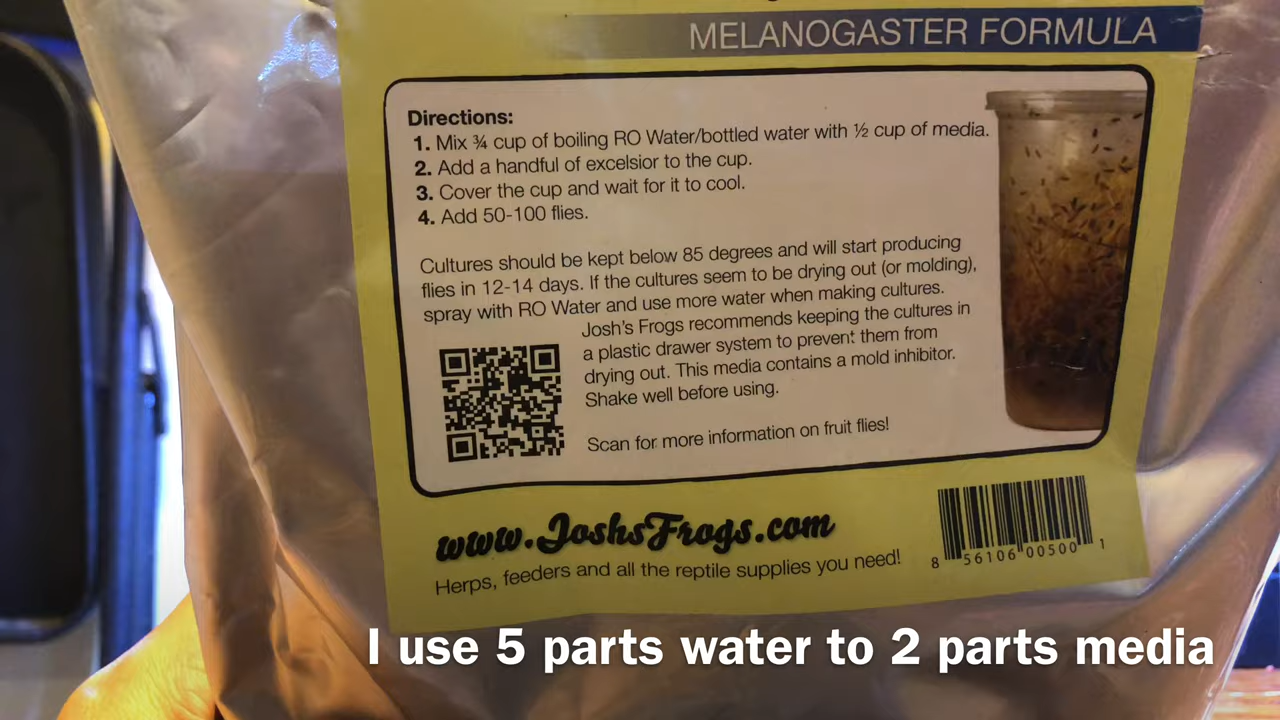 MELANOGASTER FORMULA
Directions:
1. Mix ¾ cup of boiling RO Water/bottled water with ½ cup of media.
2. Add a handful of excelsior to the cup.
3. Cover the cup and wait for it to cool.
4. Add 50-100 flies.
Cultures should be kept below 85 degrees and will start producing
flies in 12-14 days. If the cultures seem to be drying out (or molding),
spray with RO Water and use more water when making cultures.
Josh's Frogs recommends keeping the cultures in
a plastic drawer system to prevent them from
drying out. This media contains a mold inhibitor.
Shake well before using.
Scan for more information on fruit flies!
www.JoshsFrogs.com
Herps, feeders and all the reptile supplies you need!
8 56106 00500 1
I use 5 parts water to 2 parts media